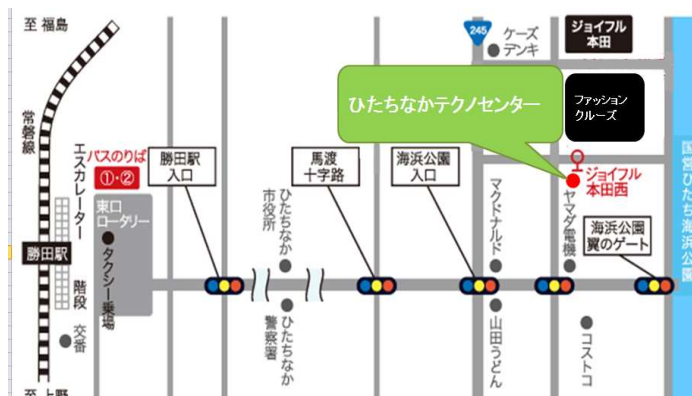 至 福島
常磐線
エスカレーター
バスのりば
①・②
東口
ロータリー
タクシー乗場
勝田駅
階段
交番
至 上野
勝田駅
入口
ひたちなか
市役所
ひたちなか
警察署
馬渡
十字路
海浜公園
入口
245
ケーズ
デンキ
ジョイフル
本田
ひたちなかテクノセンター
ファッション
クルーズ
ジョイフル
本田西
マクドナルド
ヤマダ電機
海浜公園
翼のゲート
山田うどん
コストコ
国営ひたち海浜公園